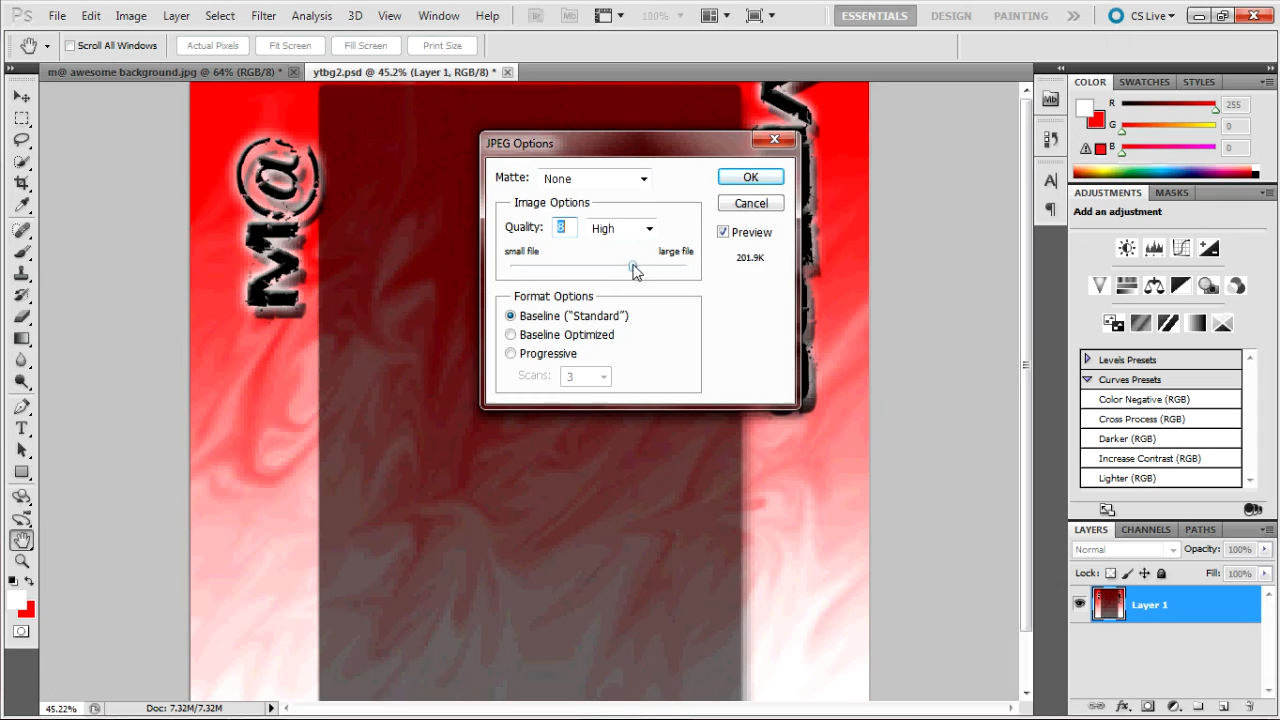 Ps File Edit Image Layer Select Filter Analysis 3D View Window Help Br Mb 100% ESSENTIALS DESIGN PAINTING CS Live
Scroll All Windows Actual Pixels Fit Screen Fill Screen Print Size
m@ awesome background.jpg @ 64% (RGB/8) * ytbg2.psd @ 45.2% (Layer 1, RGB/8) *
M@
JPEG Options
Matte: None OK
Image Options Cancel
Quality: 8 High Preview
small file large file 201.9K
Format Options
Baseline ("Standard")
Baseline Optimized
Progressive
Scans: 3
Mb
COLOR SWATCHES STYLES
R 255
G 0
B 0
ADJUSTMENTS MASKS
Add an adjustment
Levels Presets
Curves Presets
Color Negative (RGB)
Cross Process (RGB)
Darker (RGB)
Increase Contrast (RGB)
Lighter (RGB)
LAYERS CHANNELS PATHS
Normal Opacity: 100%
Lock: Fill: 100%
Layer 1
45.22% Doc: 7.32M/7.32M